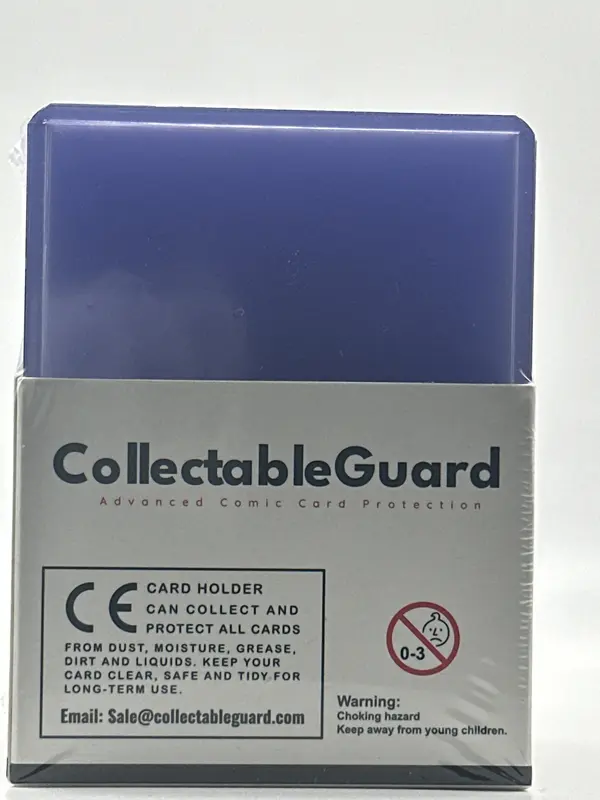 CollectableGuard
Advanced Comic Card Protection
CE
CARD HOLDER
CAN COLLECT AND
PROTECT ALL CARDS
FROM DUST, MOISTURE, GREASE,
DIRT AND LIQUIDS. KEEP YOUR
CARD CLEAR, SAFE AND TIDY FOR
LONG-TERM USE.
Email: Sale@collectableguard.com
0-3
Warning:
Choking hazard
Keep away from young children.